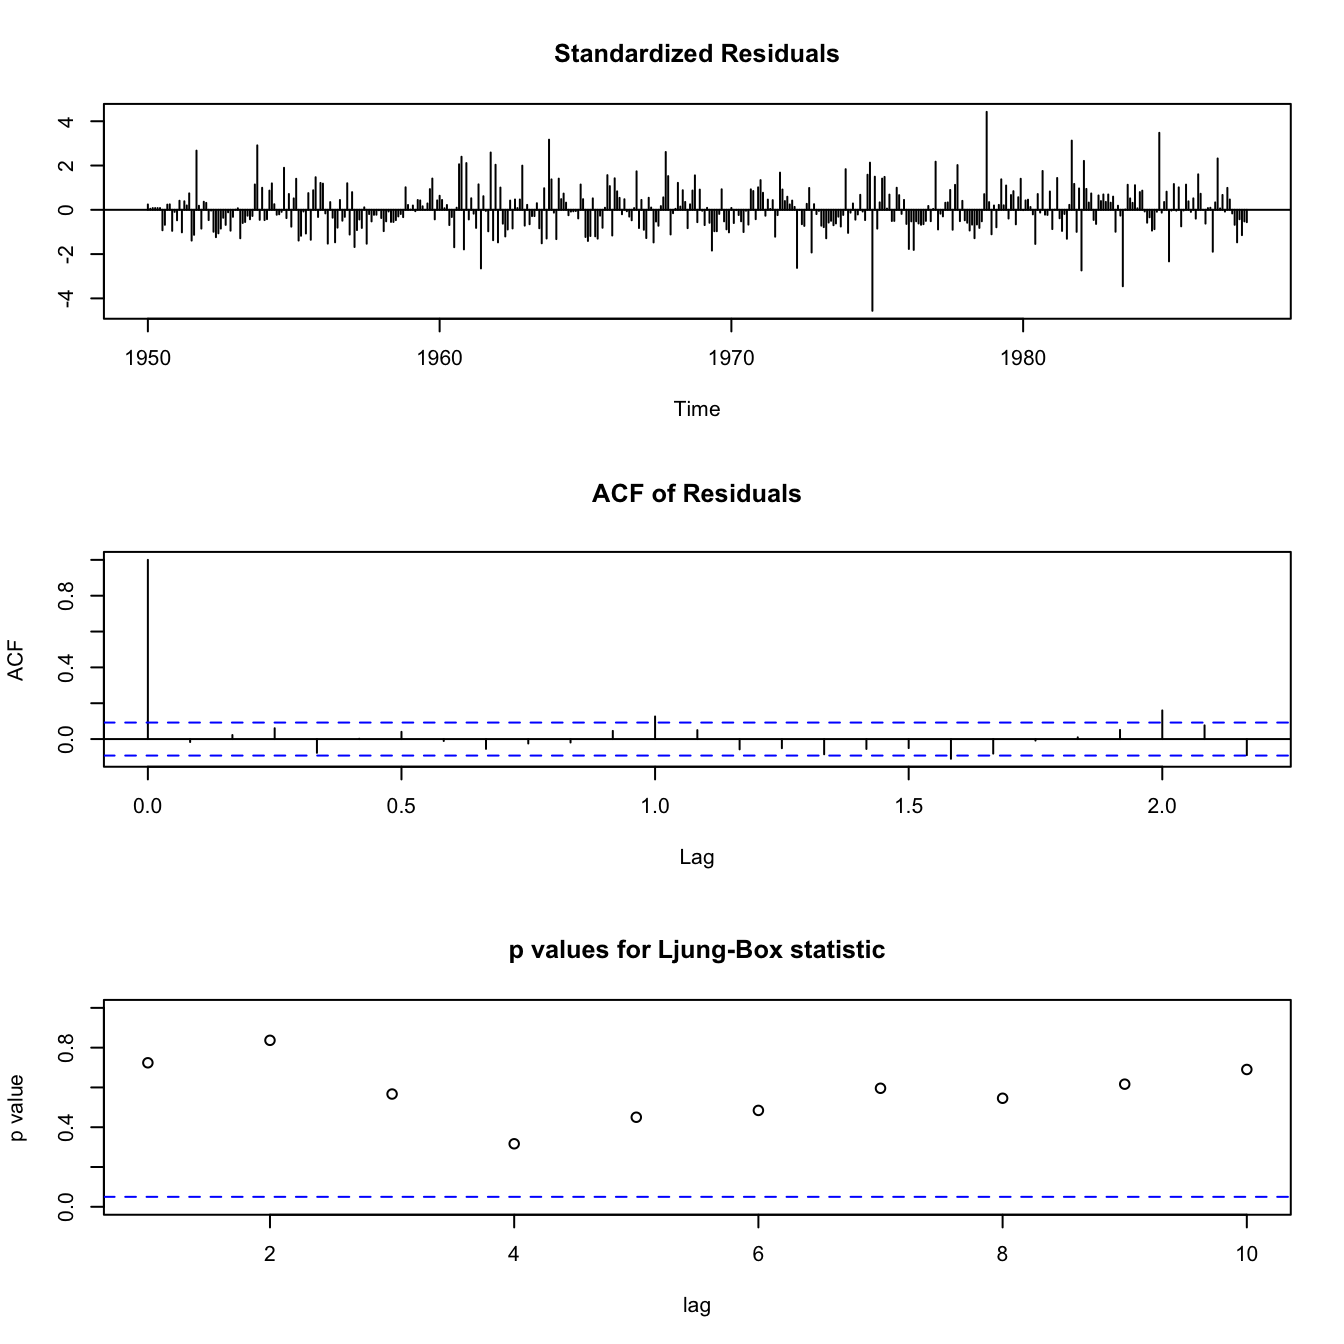 Standardized Residuals
4
2
0
-2
-4
1950 1960 1970 1980
Time
ACF of Residuals
ACF
0.8
0.4
0.0
0.0 0.5 1.0 1.5 2.0
Lag
p values for Ljung-Box statistic
p value
0.8
0.4
0.0
2 4 6 8 10
lag